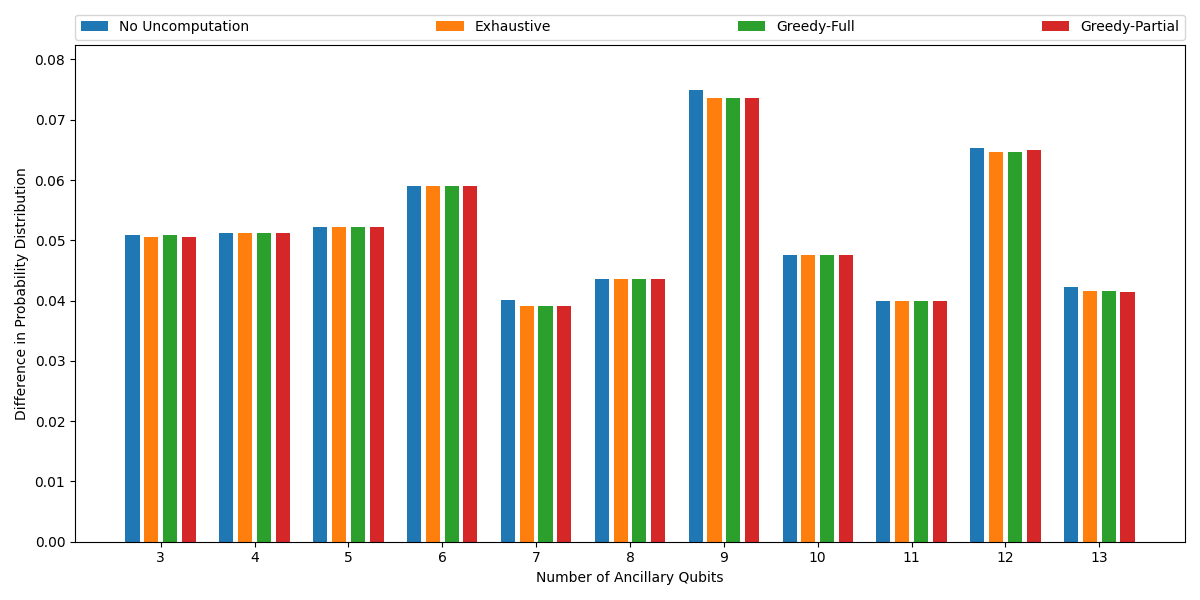 No Uncomputation Exhaustive Greedy-Full Greedy-Partial
0.08
0.07
0.06
0.05
0.04
0.03
0.02
0.01
0.00
Difference in Probability Distribution
3 4 5 6 7 8 9 10 11 12 13
Number of Ancillary Qubits